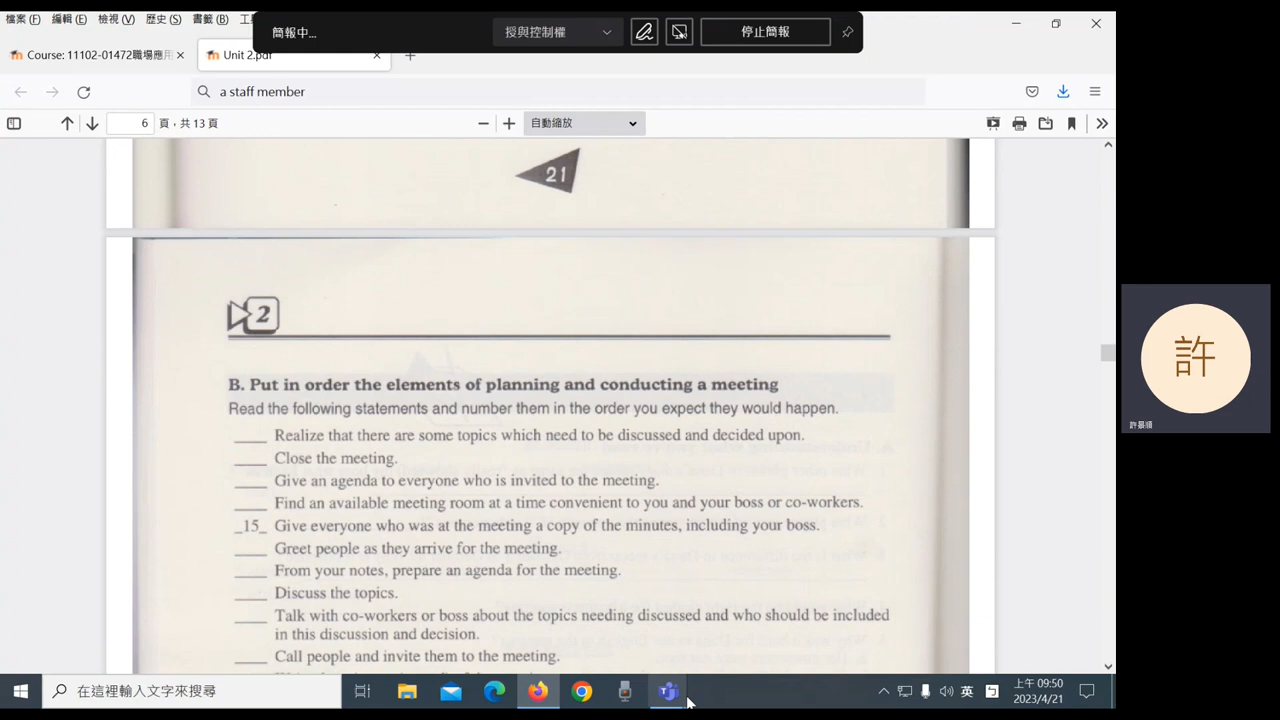 檔案 (F) 編輯 (E) 檢視 (V) 歷史 (S) 書籤 (B)
簡報中...
授與控制權
停止簡報
Course: 11102-01472職場應用
Unit 2.pdf
a staff member
6 頁，共 13 頁
自動縮放
21
2
B. Put in order the elements of planning and conducting a meeting
Read the following statements and number them in the order you expect they would happen.
____ Realize that there are some topics which need to be discussed and decided upon.
____ Close the meeting.
____ Give an agenda to everyone who is invited to the meeting.
____ Find an available meeting room at a time convenient to you and your boss or co-workers.
_15_ Give everyone who was at the meeting a copy of the minutes, including your boss.
____ Greet people as they arrive for the meeting.
____ From your notes, prepare an agenda for the meeting.
____ Discuss the topics.
____ Talk with co-workers or boss about the topics needing discussed and who should be included
in this discussion and decision.
____ Call people and invite them to the meeting.
許
許景順
在這裡輸入文字來搜尋
英
上午 09:50
2023/4/21